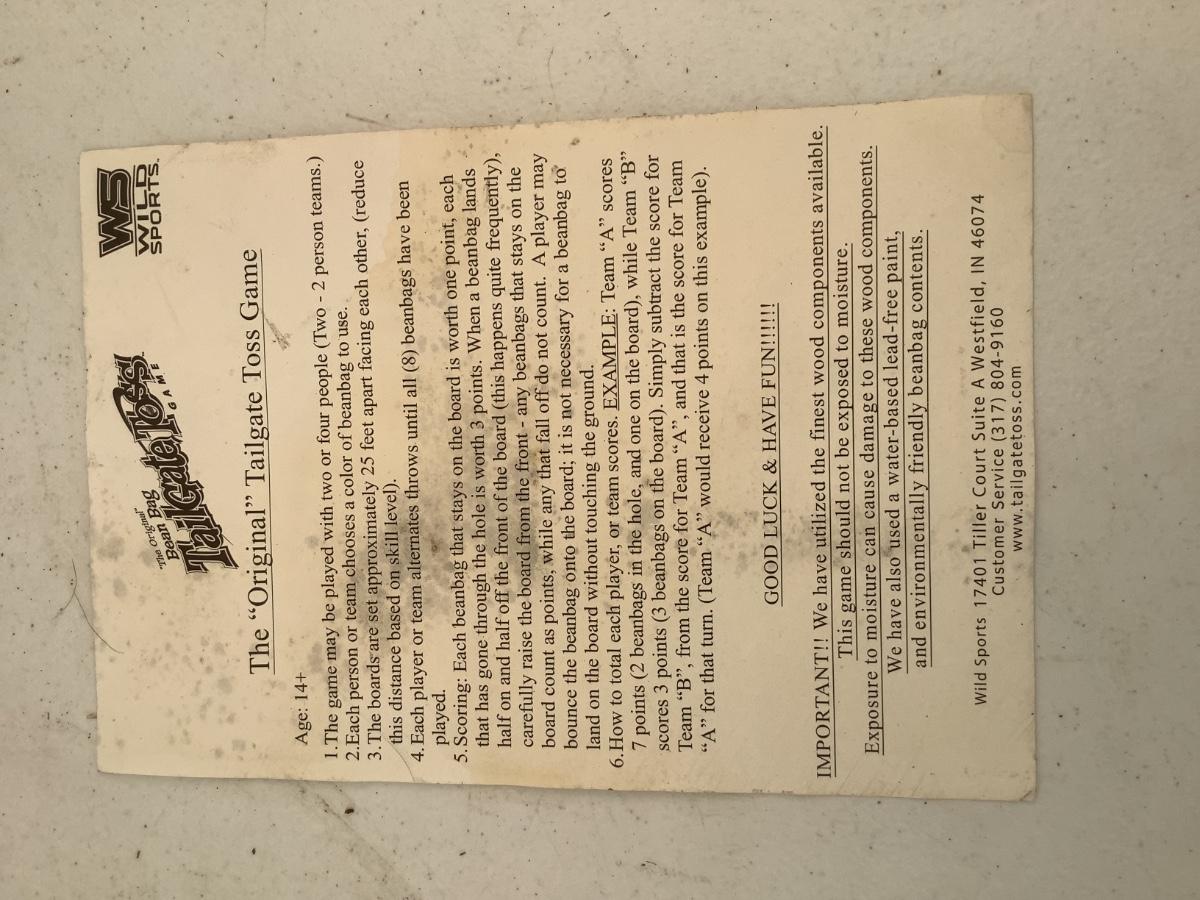 "The Original"
Bean Bag
TailGate Toss!
GAME
WS
WILD
SPORTS
The “Original” Tailgate Toss Game
Age: 14+
1. The game may be played with two or four people (Two - 2 person teams.)
2. Each person or team chooses a color of beanbag to use.
3. The boards are set approximately 25 feet apart facing each other, (reduce
this distance based on skill level).
4. Each player or team alternates throws until all (8) beanbags have been
played.
5. Scoring: Each beanbag that stays on the board is worth one point, each
that has gone through the hole is worth 3 points. When a beanbag lands
half on and half off the front of the board (this happens quite frequently),
carefully raise the board from the front - any beanbags that stays on the
board count as points, while any that fall off do not count. A player may
bounce the beanbag onto the board; it is not necessary for a beanbag to
land on the board without touching the ground.
6. How to total each player, or team scores. EXAMPLE: Team “A” scores
7 points (2 beanbags in the hole, and one on the board), while Team “B”
scores 3 points (3 beanbags on the board). Simply subtract the score for
Team “B”, from the score for Team “A”, and that is the score for Team
“A” for that turn. (Team “A” would receive 4 points on this example).
GOOD LUCK & HAVE FUN!!!!!!
IMPORTANT!! We have utilized the finest wood components available.
This game should not be exposed to moisture.
Exposure to moisture can cause damage to these wood components.
We have also used a water-based lead-free paint,
and environmentally friendly beanbag contents.
Wild Sports 17401 Tiller Court Suite A Westfield, IN 46074
Customer Service (317) 804-9160
www.tailgatetoss.com